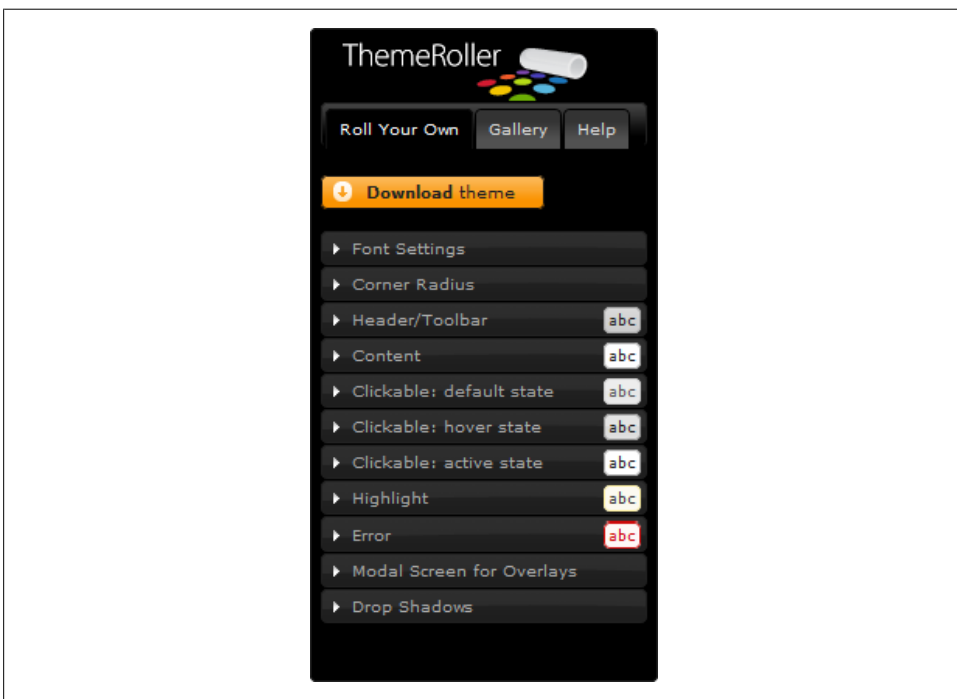 ThemeRoller
Roll Your Own Gallery Help
Download theme
Font Settings
Corner Radius
Header/Toolbar abc
Content abc
Clickable: default state abc
Clickable: hover state abc
Clickable: active state abc
Highlight abc
Error abc
Modal Screen for Overlays
Drop Shadows